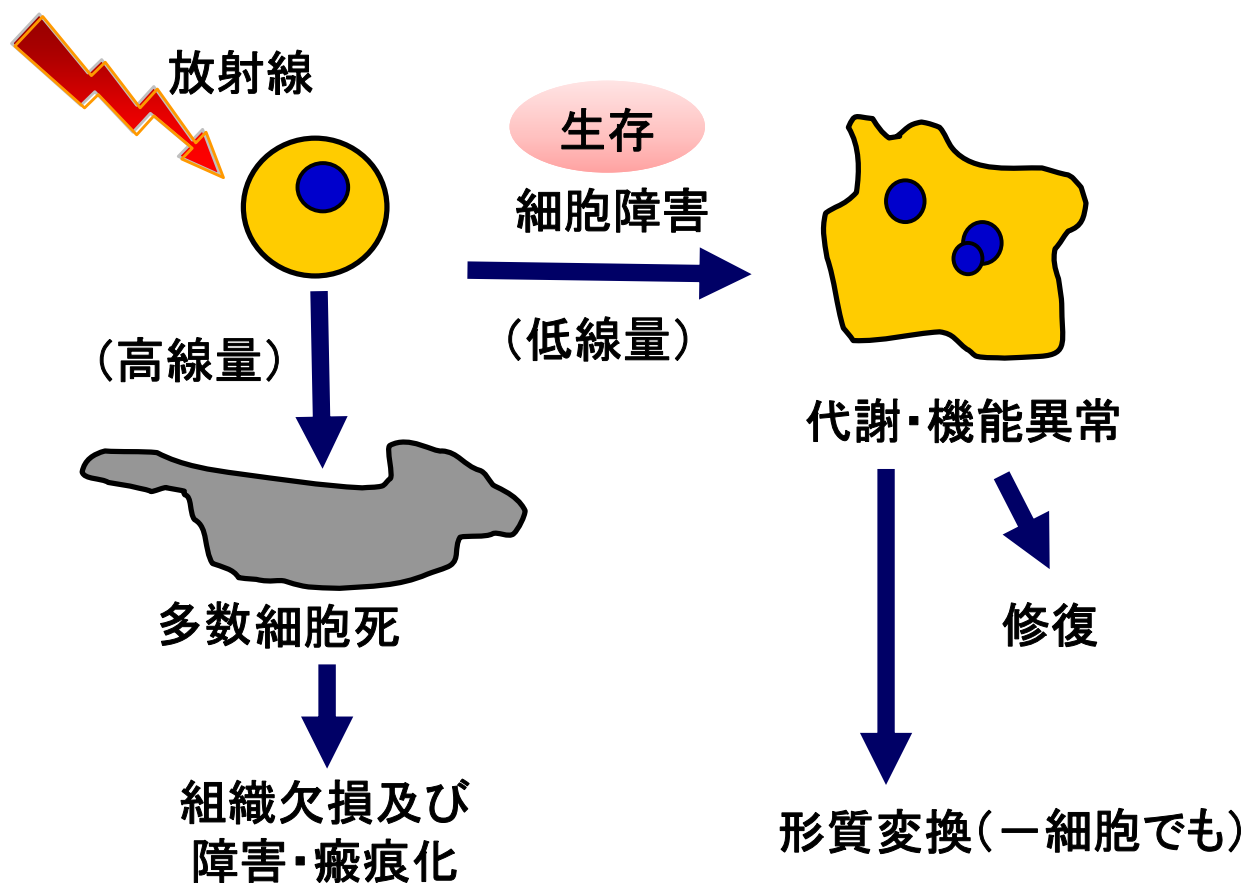 放射線
生存
細胞障害
（高線量）
（低線量）
代謝・機能異常
多数細胞死
修復
組織欠損及び
障害・瘢痕化
形質変換（一細胞でも）